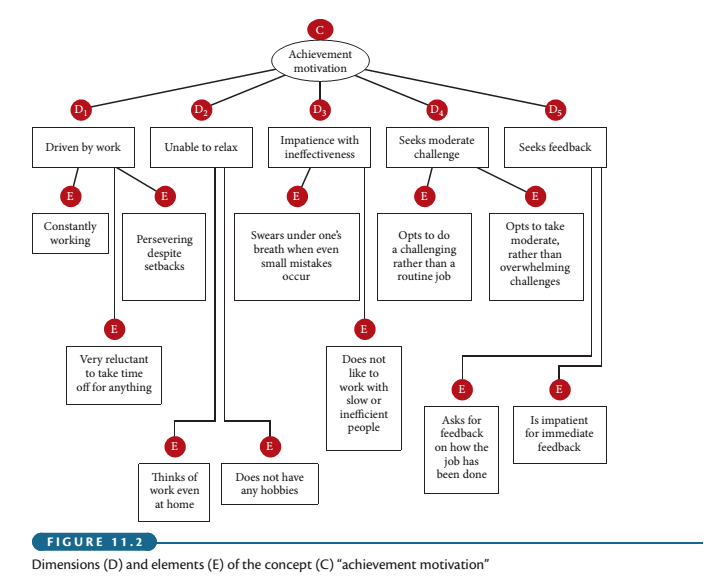 C
Achievement
motivation
D1
D2
D3
D4
D5
Driven by work
Unable to relax
Impatience with
ineffectiveness
Seeks moderate
challenge
Seeks feedback
E
E
E
E
E
Constantly
working
Persevering
despite
setbacks
Swears under one's
breath when even
small mistakes
occur
Opts to do
a challenging
rather than a
routine job
Opts to take
moderate,
rather than
overwhelming
challenges
E
E
Very reluctant
to take time
off for anything
Does not
like to
work with
slow or
inefficient
people
E
E
Asks for
feedback
on how the
job has
been done
Is impatient
for immediate
feedback
E
E
Thinks of
work even
at home
Does not have
any hobbies
FIGURE 11.2
Dimensions (D) and elements (E) of the concept (C) “achievement motivation”